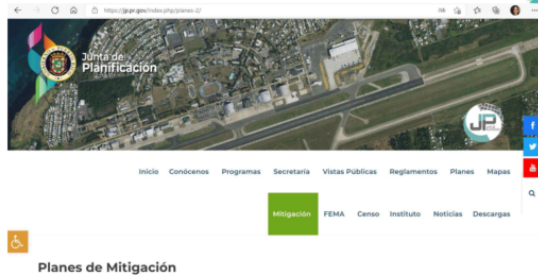 https://jp.pr.gov/index.php/planes-2/
Junta de
Planificación
JP
Inicio Conócenos Programas Secretaría Vistas Públicas Reglamentos Planes Mapas
Mitigación FEMA Censo Instituto Noticias Descargas
Planes de Mitigación